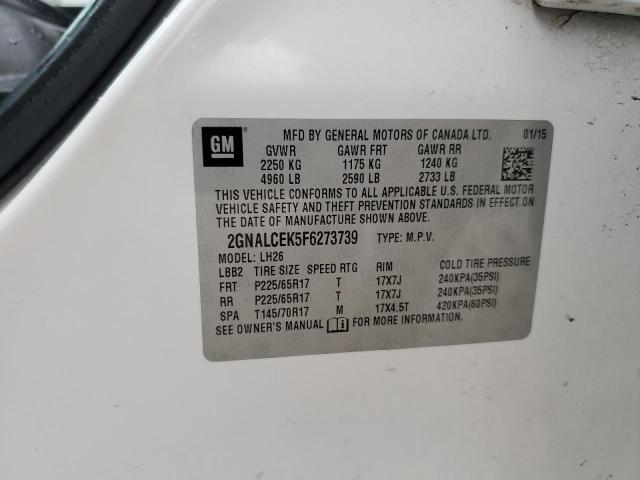 GM
MFD BY GENERAL MOTORS OF CANADA LTD. 01/15
GVWR GAWR FRT GAWR RR
2250 KG 1175 KG 1240 KG
4960 LB 2590 LB 2733 LB
THIS VEHICLE CONFORMS TO ALL APPLICABLE U.S. FEDERAL MOTOR
VEHICLE SAFETY AND THEFT PREVENTION STANDARDS IN EFFECT ON
THE DATE OF MANUFACTURE SHOWN ABOVE.
2GNALCEK5F6273739 TYPE: M.P.V.
MODEL: LH26
LBB2 TIRE SIZE SPEED RTG RIM COLD TIRE PRESSURE
FRT P225/65R17 T 17X7J 240KPA(35PSI)
RR P225/65R17 T 17X7J 240KPA(35PSI)
SPA T145/70R17 M 17X4.5T 420KPA(60PSI)
SEE OWNER'S MANUAL FOR MORE INFORMATION.